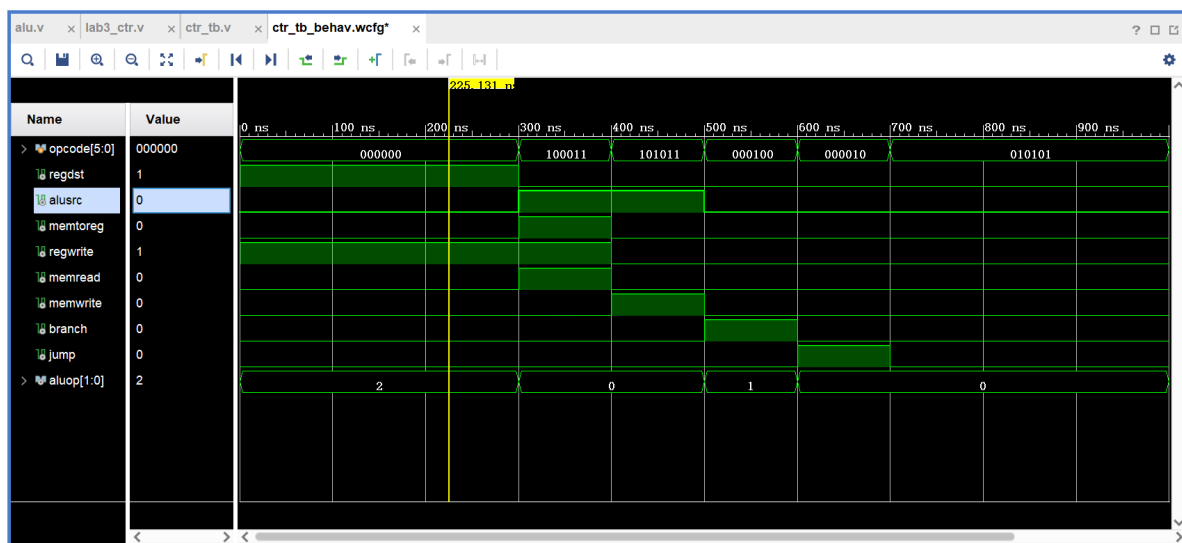 alu.v × lab3_ctr.v × ctr_tb.v × ctr_tb_behav.wcfg* ×
225.131 ns
Name Value
0 ns 100 ns 200 ns 300 ns 400 ns 500 ns 600 ns 700 ns 800 ns 900 ns
opcode[5:0] 000000 000000 100011 101011 000100 000010 010101
regdst 1
alusrc 0
memtoreg 0
regwrite 1
memread 0
memwrite 0
branch 0
jump 0
aluop[1:0] 2 2 0 1 0